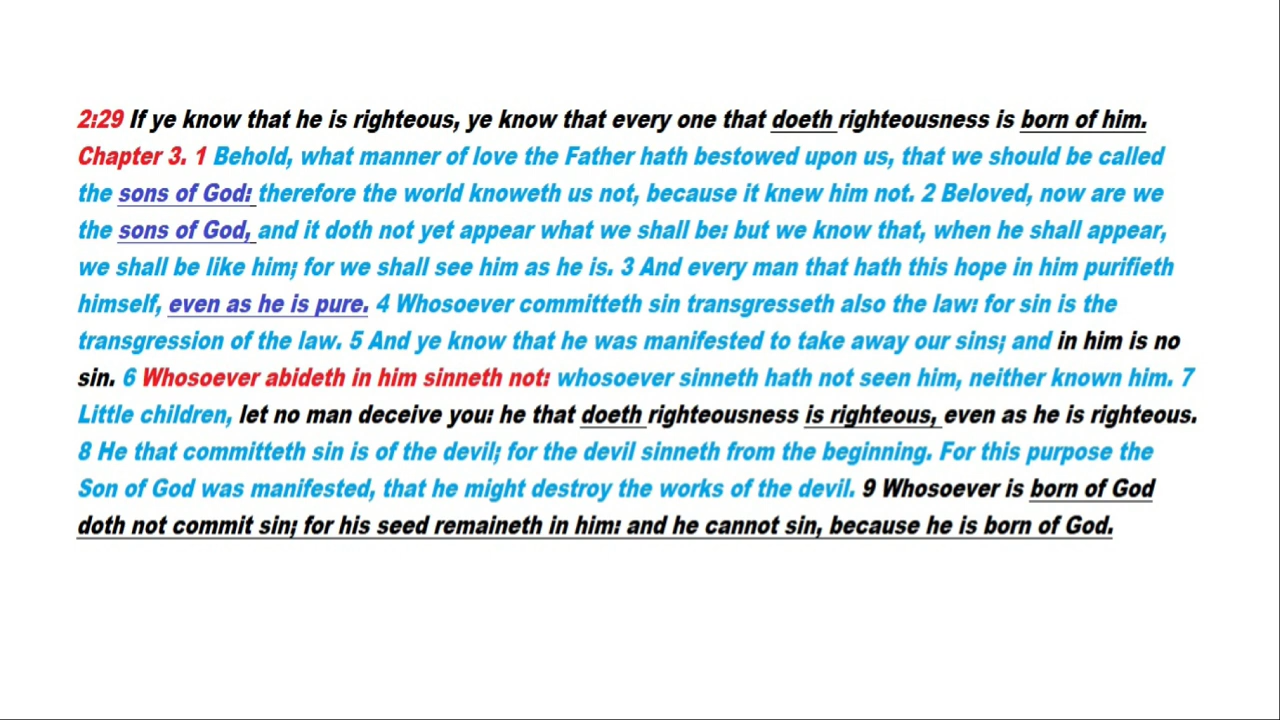 2:29 If ye know that he is righteous, ye know that every one that doeth righteousness is born of him.
Chapter 3. 1 Behold, what manner of love the Father hath bestowed upon us, that we should be called
the sons of God: therefore the world knoweth us not, because it knew him not. 2 Beloved, now are we
the sons of God, and it doth not yet appear what we shall be: but we know that, when he shall appear,
we shall be like him; for we shall see him as he is. 3 And every man that hath this hope in him purifieth
himself, even as he is pure. 4 Whosoever committeth sin transgresseth also the law: for sin is the
transgression of the law. 5 And ye know that he was manifested to take away our sins; and in him is no
sin. 6 Whosoever abideth in him sinneth not: whosoever sinneth hath not seen him, neither known him. 7
Little children, let no man deceive you: he that doeth righteousness is righteous, even as he is righteous.
8 He that committeth sin is of the devil; for the devil sinneth from the beginning. For this purpose the
Son of God was manifested, that he might destroy the works of the devil. 9 Whosoever is born of God
doth not commit sin; for his seed remaineth in him: and he cannot sin, because he is born of God.